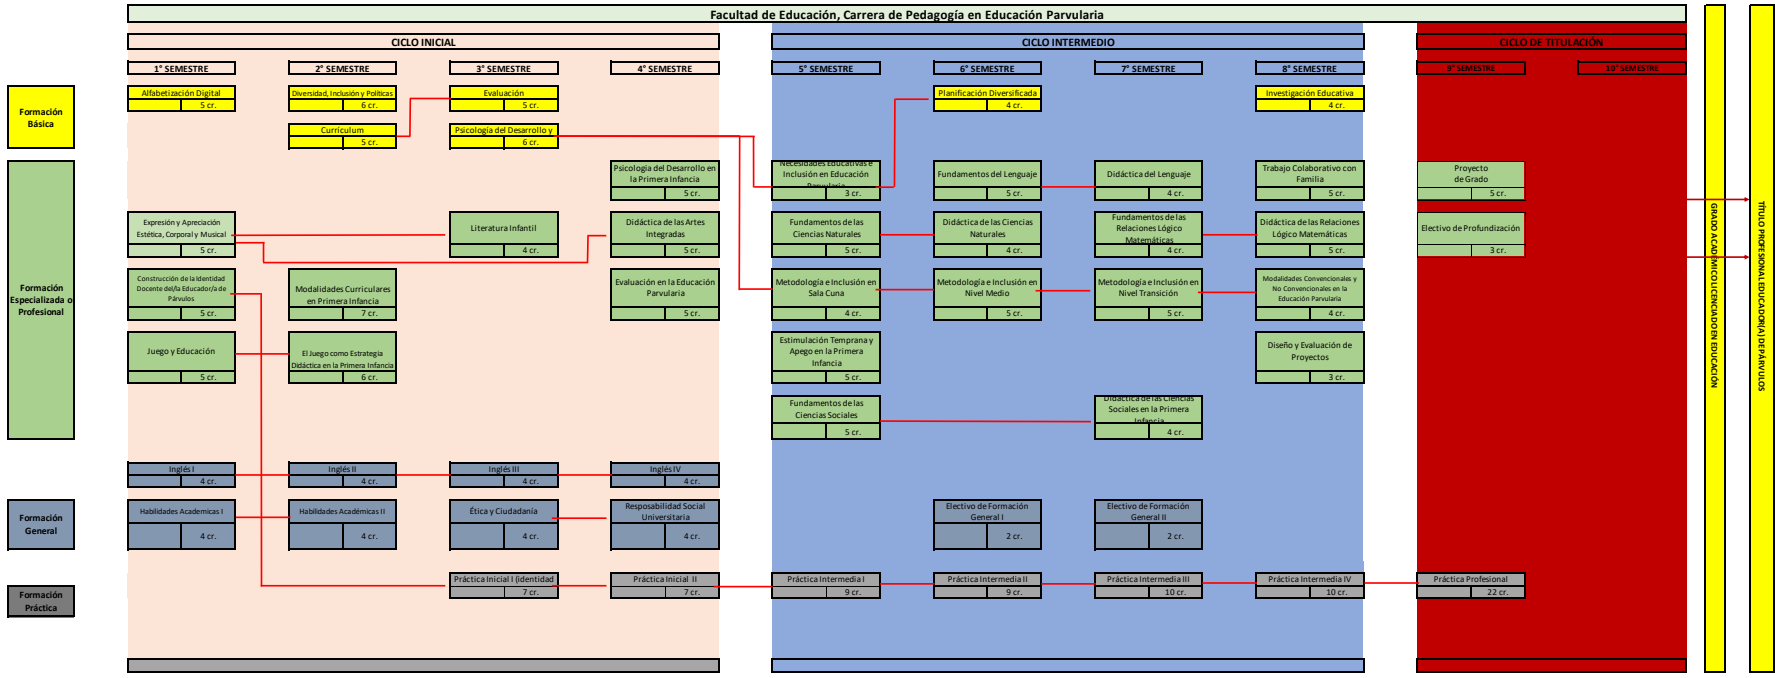 Facultad de Educación, Carrera de Pedagogía en Educación Parvularia
CICLO INICIAL
CICLO INTERMEDIO
CICLO DE TITULACIÓN
1° SEMESTRE
2° SEMESTRE
3° SEMESTRE
4° SEMESTRE
5° SEMESTRE
6° SEMESTRE
7° SEMESTRE
8° SEMESTRE
9° SEMESTRE
10° SEMESTRE
Formación
Básica
Alfabetización Digital
5 cr.
Diversidad, Inclusión y Políticas
6 cr.
Evaluación
5 cr.
Planificación Diversificada
4 cr.
Investigación Educativa
4 cr.
Currículum
5 cr.
Psicología del Desarrollo y
6 cr.
Formación
Especializada o
Profesional
Psicologia del Desarrollo en
la Primera Infancia
5 cr.
Necesidades Educativas e
Inclusión en Educación
Parvularia
3 cr.
Fundamentos del Lenguaje
5 cr.
Didáctica del Lenguaje
4 cr.
Trabajo Colaborativo con
Familia
5 cr.
Proyecto
de Grado
5 cr.
Expresión y Apreciación
Estética, Corporal y Musical
5 cr.
Literatura Infantil
4 cr.
Didáctica de las Artes
Integradas
5 cr.
Fundamentos de las
Ciencias Naturales
5 cr.
Didáctica de las Ciencias
Naturales
4 cr.
Fundamentos de las
Relaciones Lógico
Matemáticas
4 cr.
Didáctica de las Relaciones
Lógico Matemáticas
5 cr.
Electivo de Profundización
3 cr.
Construcción de la Identidad
Docente del/la Educador/a de
Párvulos
5 cr.
Modalidades Curriculares
en Primera Infancia
7 cr.
Evaluación en la Educación
Parvularia
5 cr.
Metodología e Inclusión en
Sala Cuna
4 cr.
Metodología e Inclusión en
Nivel Medio
5 cr.
Metodología e Inclusión en
Nivel Transición
5 cr.
Modalidades Convencionales y
No Convencionales en la
Educación Parvularia
4 cr.
Juego y Educación
5 cr.
El Juego como Estrategia
Didáctica en la Primera Infancia
6 cr.
Estimulación Temprana y
Apego en la Primera
Infancia
5 cr.
Diseño y Evaluación de
Proyectos
3 cr.
Fundamentos de las
Ciencias Sociales
5 cr.
Didáctica de las Ciencias
Sociales en la Primera
Infancia
4 cr.
Inglés I
4 cr.
Inglés II
4 cr.
Inglés III
4 cr.
Inglés IV
4 cr.
Formación
General
Habilidades Academicas I
4 cr.
Habilidades Académicas II
4 cr.
Ética y Ciudadanía
4 cr.
Resposabilidad Social
Universitaria
4 cr.
Electivo de Formación
General I
2 cr.
Electivo de Formación
General II
2 cr.
Formación
Práctica
Práctica Inicial I (identidad
7 cr.
Práctica Inicial II
7 cr.
Práctica Intermedia I
9 cr.
Práctica Intermedia II
9 cr.
Práctica Intermedia III
10 cr.
Práctica Intermedia IV
10 cr.
Práctica Profesional
22 cr.
GRADO ACADÉMICO LICENCIADO EN EDUCACIÓN
TÍTULO PROFESIONAL EDUCADOR(A) DE PÁRVULOS